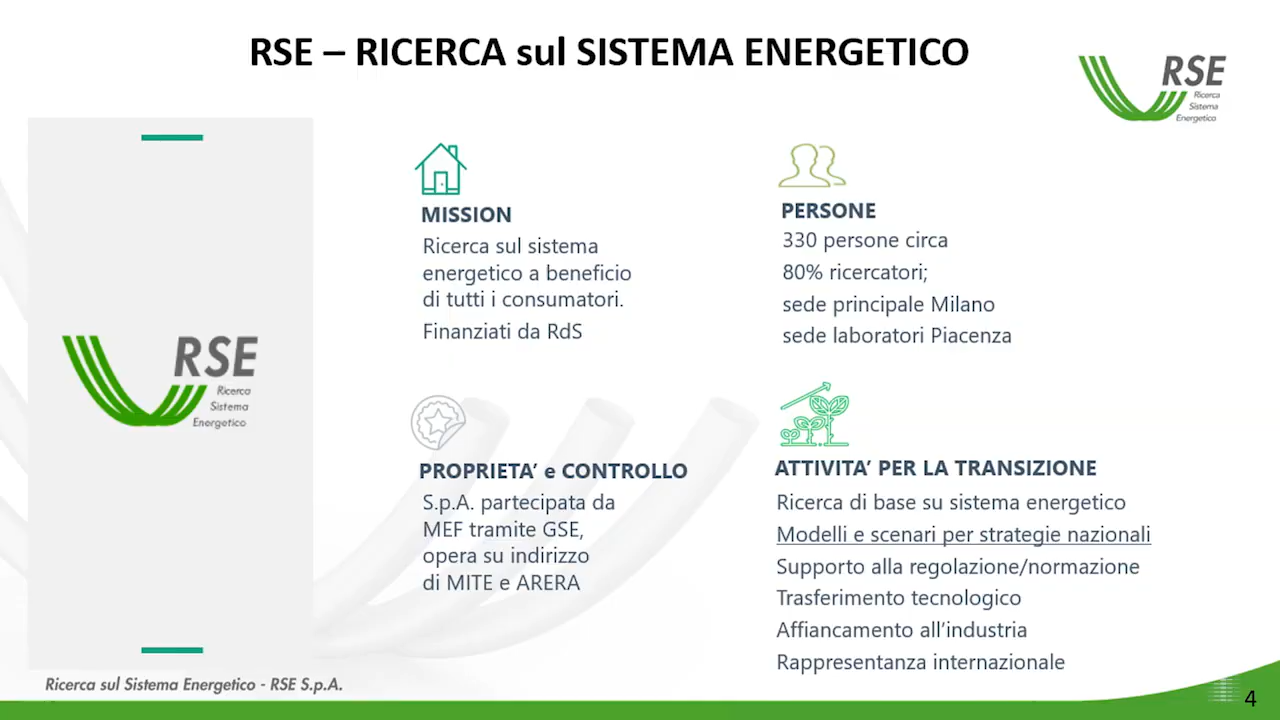 RSE – RICERCA sul SISTEMA ENERGETICO
RSE
Ricerca
Sistema
Energetico
RSE
Ricerca
Sistema
Energetico
MISSION
Ricerca sul sistema
energetico a beneficio
di tutti i consumatori.
Finanziati da RdS
PERSONE
330 persone circa
80% ricercatori;
sede principale Milano
sede laboratori Piacenza
PROPRIETA’ e CONTROLLO
S.p.A. partecipata da
MEF tramite GSE,
opera su indirizzo
di MITE e ARERA
ATTIVITA’ PER LA TRANSIZIONE
Ricerca di base su sistema energetico
Modelli e scenari per strategie nazionali
Supporto alla regolazione/normazione
Trasferimento tecnologico
Affiancamento all’industria
Rappresentanza internazionale
Ricerca sul Sistema Energetico - RSE S.p.A.
4